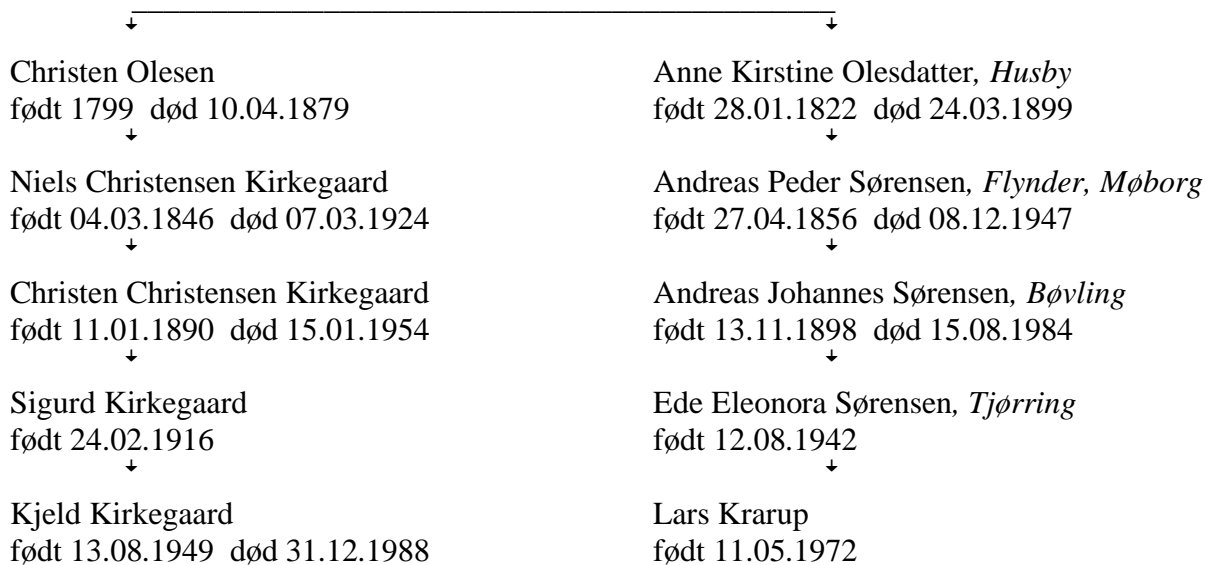 Christen Olesen
født 1799 død 10.04.1879
Niels Christensen Kirkegaard
født 04.03.1846 død 07.03.1924
Christen Christensen Kirkegaard
født 11.01.1890 død 15.01.1954
Sigurd Kirkegaard
født 24.02.1916
Kjeld Kirkegaard
født 13.08.1949 død 31.12.1988
Anne Kirstine Olesdatter, Husby
født 28.01.1822 død 24.03.1899
Andreas Peder Sørensen, Flynder, Møborg
født 27.04.1856 død 08.12.1947
Andreas Johannes Sørensen, Bøvling
født 13.11.1898 død 15.08.1984
Ede Eleonora Sørensen, Tjørring
født 12.08.1942
Lars Krarup
født 11.05.1972